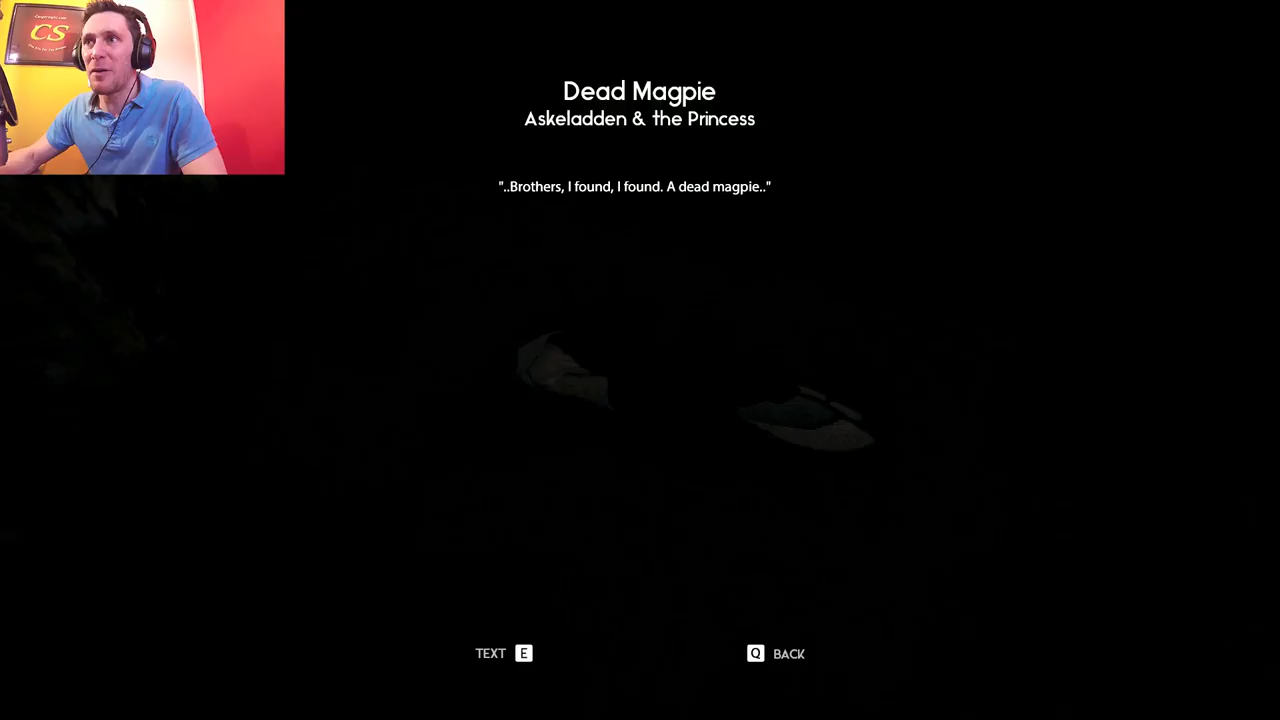 CS
Dead Magpie
Askeladden & the Princess
"..Brothers, I found, I found. A dead magpie.."
TEXT E
Q BACK